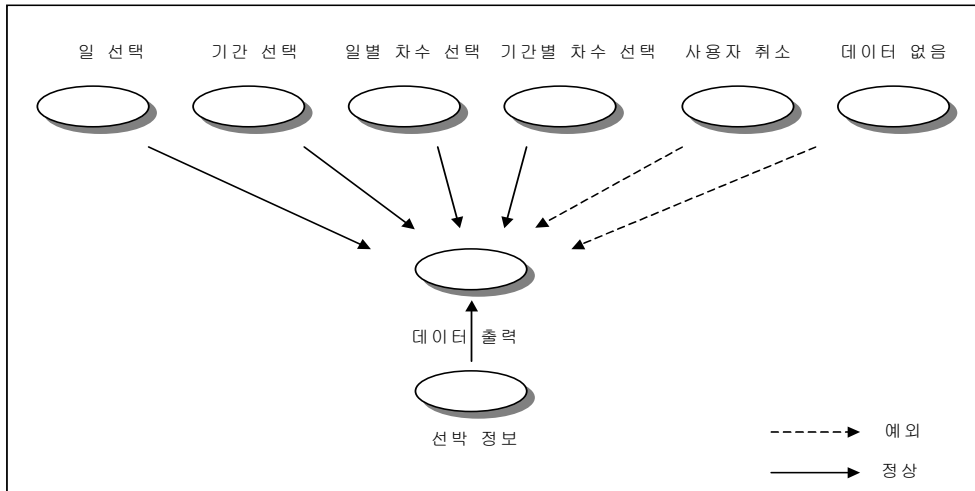 일 선택
기간 선택
일별 차수 선택
기간별 차수 선택
사용자 취소
데이터 없음
데이터 출력
선박 정보
예외
정상